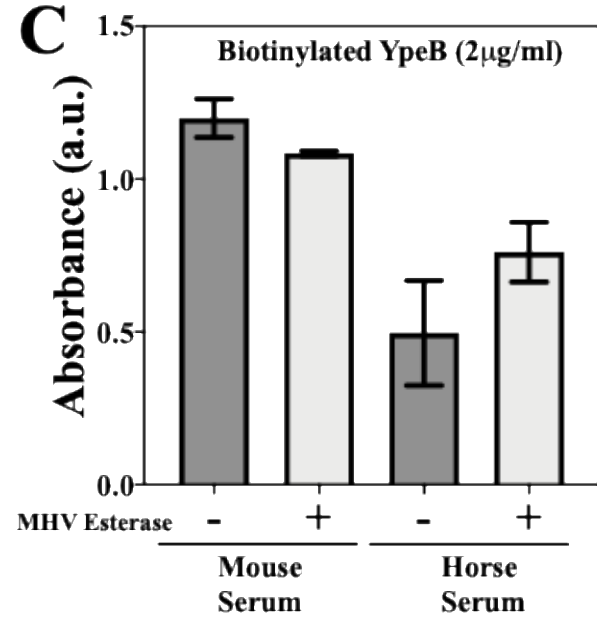 C
Biotinylated YpeB (2μg/ml)
Absorbance (a.u.)
1.5
1.0
0.5
0.0
MHV Esterase - + - +
Mouse Serum
Horse Serum